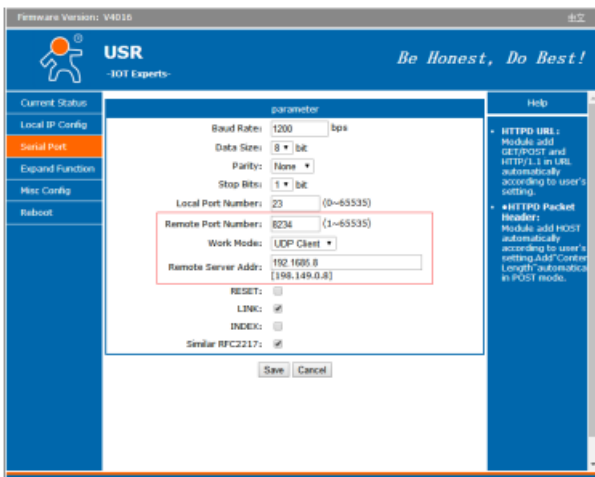 Firmware Version: V4016
中文
USR
-IOT Experts-
Be Honest, Do Best!
Current Status
Local IP Config
Serial Port
Expand Function
Misc Config
Reboot
parameter
Baud Rate: 1200 bps
Data Size: 8 bit
Parity: None
Stop Bits: 1 bit
Local Port Number: 23 (0~65535)
Remote Port Number: 8234 (1~65535)
Work Mode: UDP Client
Remote Server Addr: 192.1686.8
[198.149.0.8]
RESET:
LINK:
INDEX:
Similar RFC2217:
Save Cancel
Help
• HTTPD URL:
Module add
GET/POST and
HTTP/1.1 in URL
automatically
according to user's
setting.
• ●HTTPD Packet
Header:
Module add HOST
automatically
according to user's
setting.Add"Conten
Length"automatica
in POST mode.